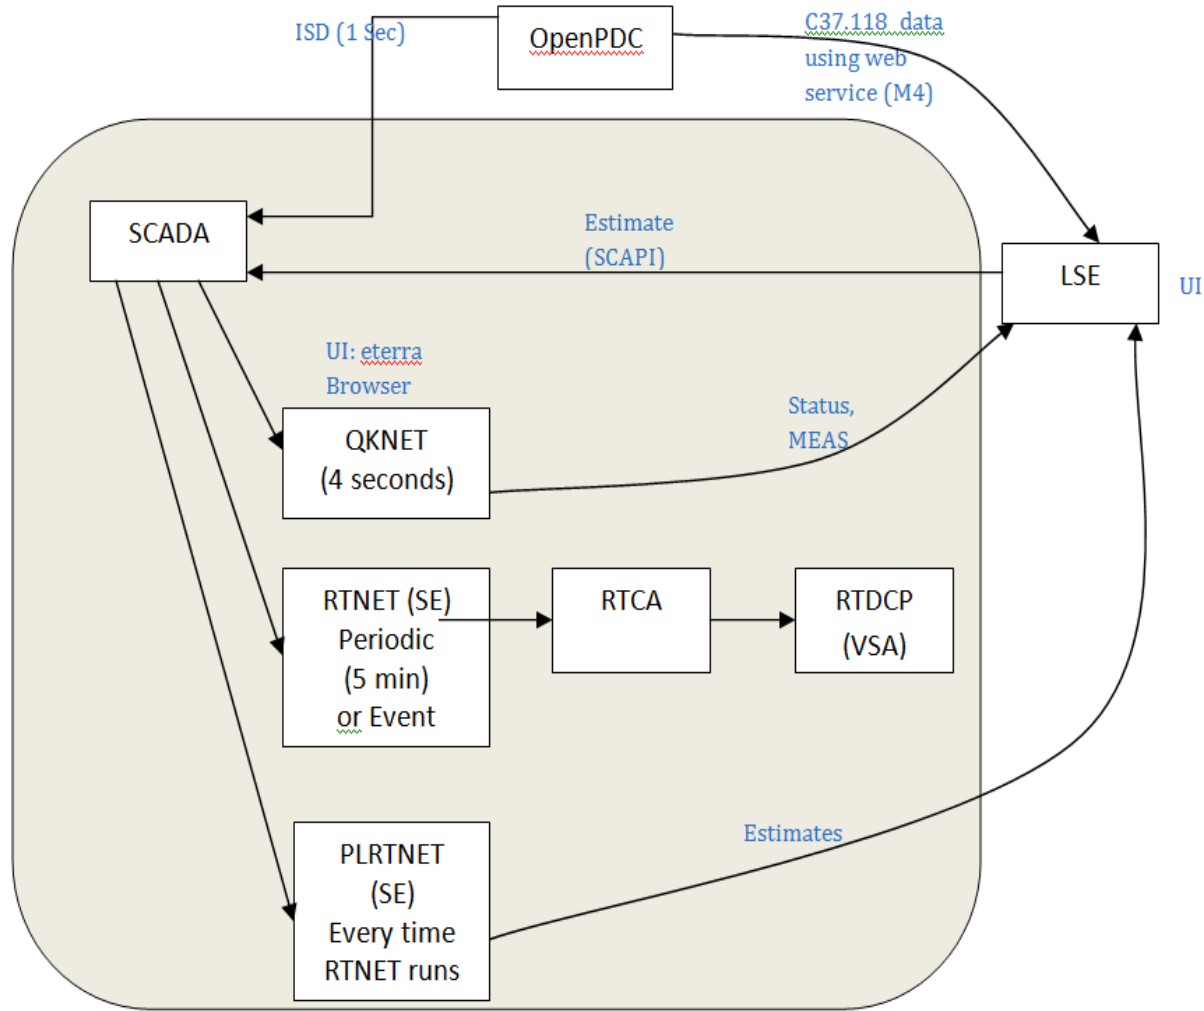 ISD (1 Sec)
OpenPDC
C37.118 data
using web
service (M4)
SCADA
Estimate
(SCAPI)
LSE
UI
UI: eterra
Browser
QKNET
(4 seconds)
Status,
MEAS
RTNET (SE)
Periodic
(5 min)
or Event
RTCA
RTDCP
(VSA)
PLRTNET
(SE)
Every time
RTNET runs
Estimates